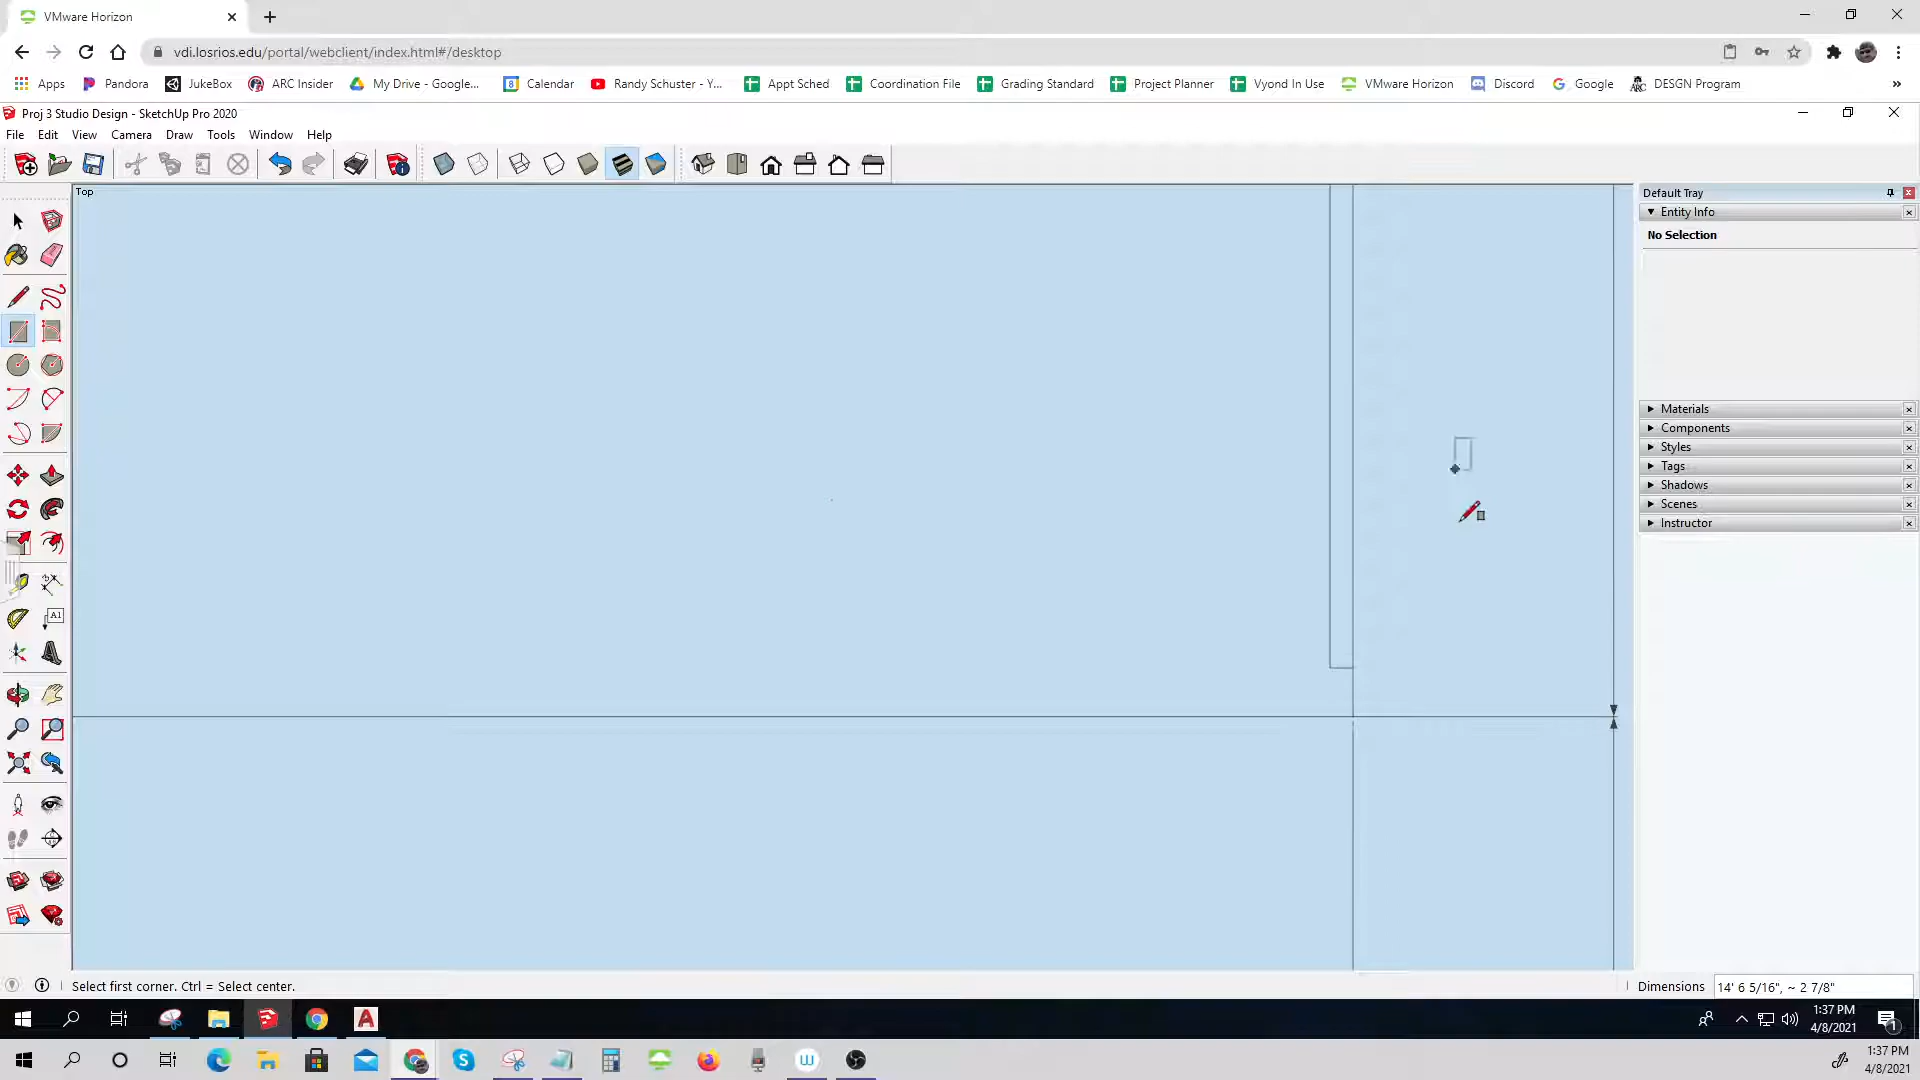 VMware Horizon
vdi.losrios.edu/portal/webclient/index.html#/desktop
Apps Pandora JukeBox ARC Insider My Drive - Google... Calendar Randy Schuster - Y... Appt Sched Coordination File Grading Standard Project Planner Vyond In Use VMware Horizon Discord Google DESGN Program »
Proj 3 Studio Design - SketchUp Pro 2020
File Edit View Camera Draw Tools Window Help
Top
Default Tray
Entity Info
No Selection
Materials
Components
Styles
Tags
Shadows
Scenes
Instructor
A1
Select first corner. Ctrl = Select center.
Dimensions 14' 6 5/16", ~ 2 7/8"
1:37 PM
4/8/2021
1:37 PM
4/8/2021